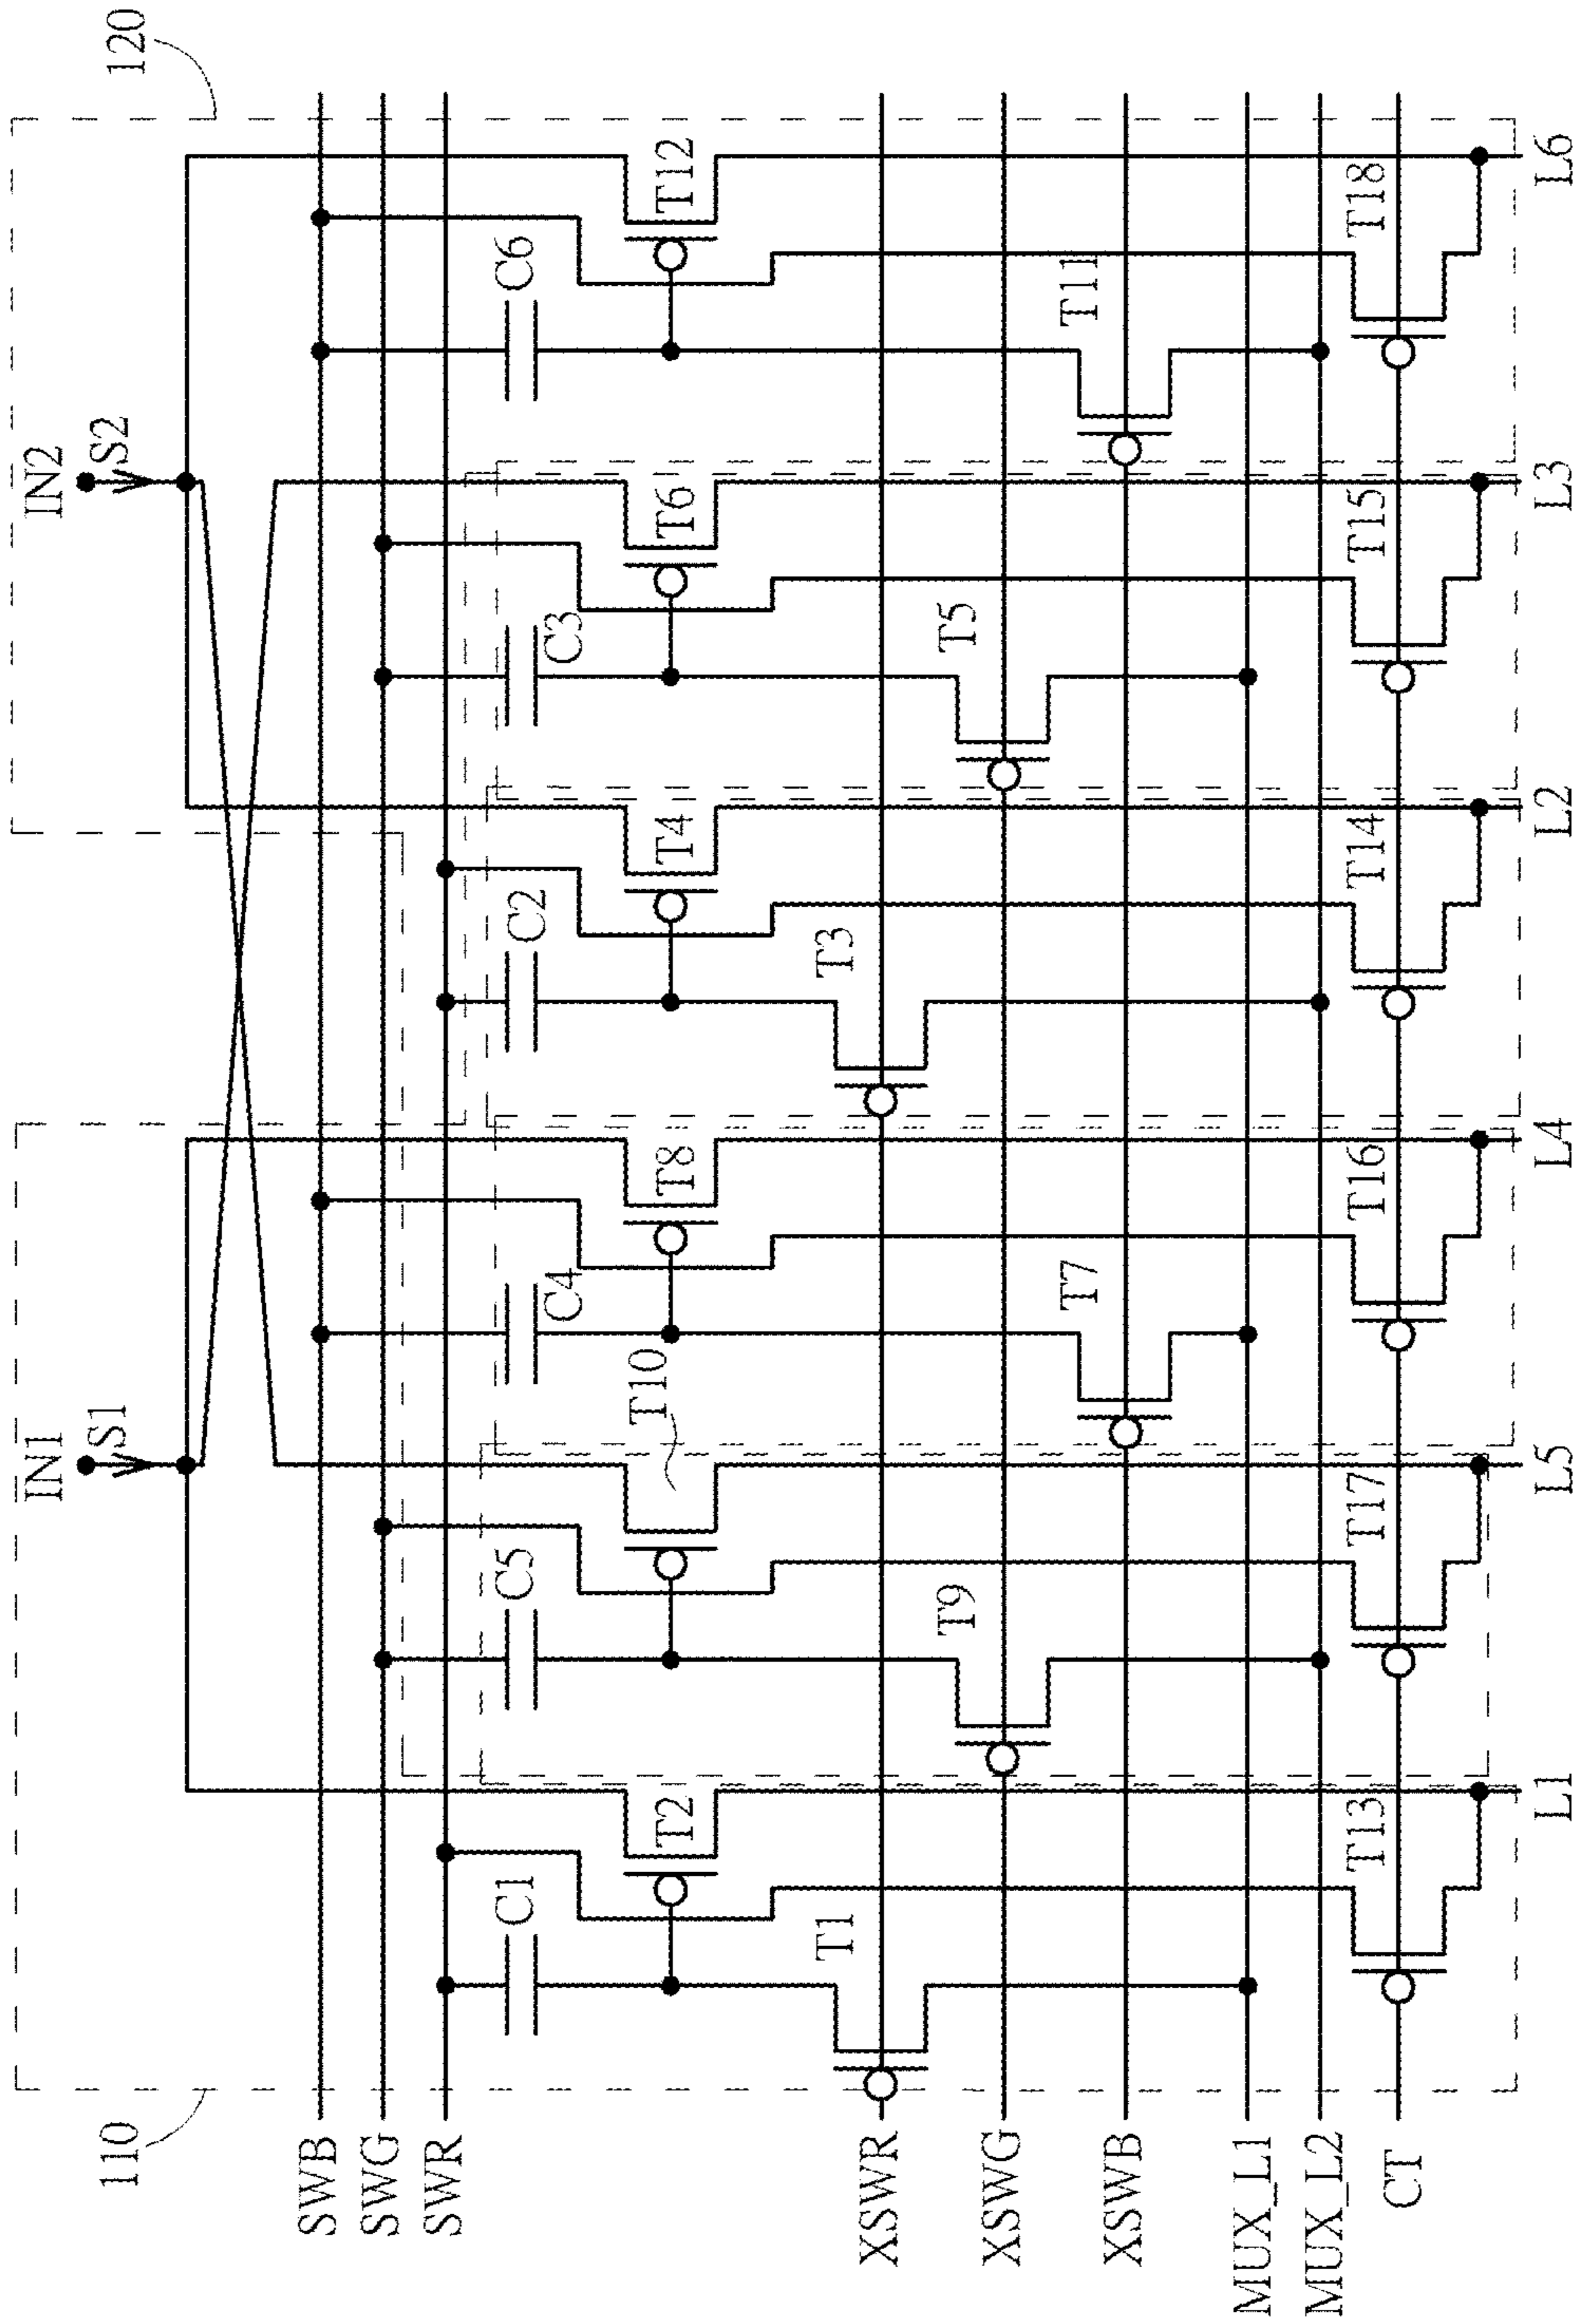 120
IN2
S2
IN1
S1
110
SWB
SWG
SWR
C6
T12
C3
T6
C2
T4
C4
T8
T10
C5
C1
T2
T11
T5
T3
T7
T9
T1
XSWR
XSWG
XSWB
MUX_L1
MUX_L2
CT
T18
T15
T14
T16
T17
T13
L6
L3
L2
L4
L5
L1